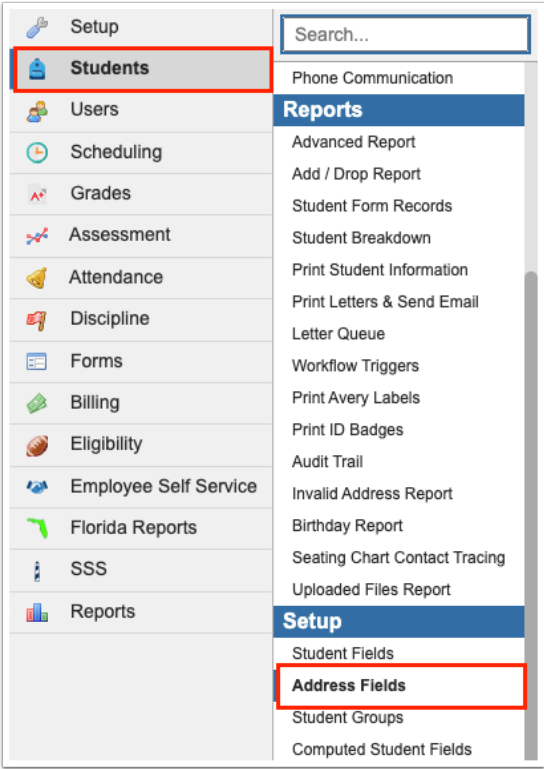 Setup
Students
Users
Scheduling
A+ Grades
Assessment
Attendance
Discipline
Forms
Billing
Eligibility
Employee Self Service
Florida Reports
SSS
Reports
Search...
Phone Communication
Reports
Advanced Report
Add / Drop Report
Student Form Records
Student Breakdown
Print Student Information
Print Letters & Send Email
Letter Queue
Workflow Triggers
Print Avery Labels
Print ID Badges
Audit Trail
Invalid Address Report
Birthday Report
Seating Chart Contact Tracing
Uploaded Files Report
Setup
Student Fields
Address Fields
Student Groups
Computed Student Fields